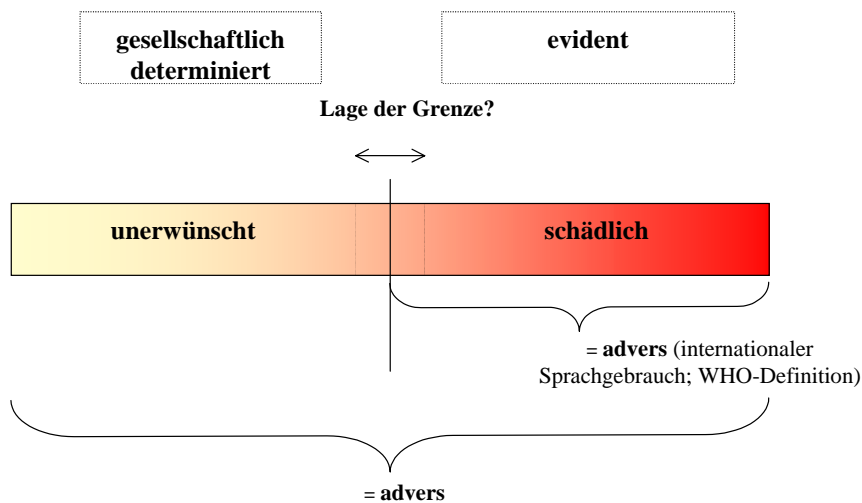 gesellschaftlich
determiniert
evident
Lage der Grenze?
unerwünscht
schädlich
= advers (internationaler
Sprachgebrauch; WHO-Definition)
= advers